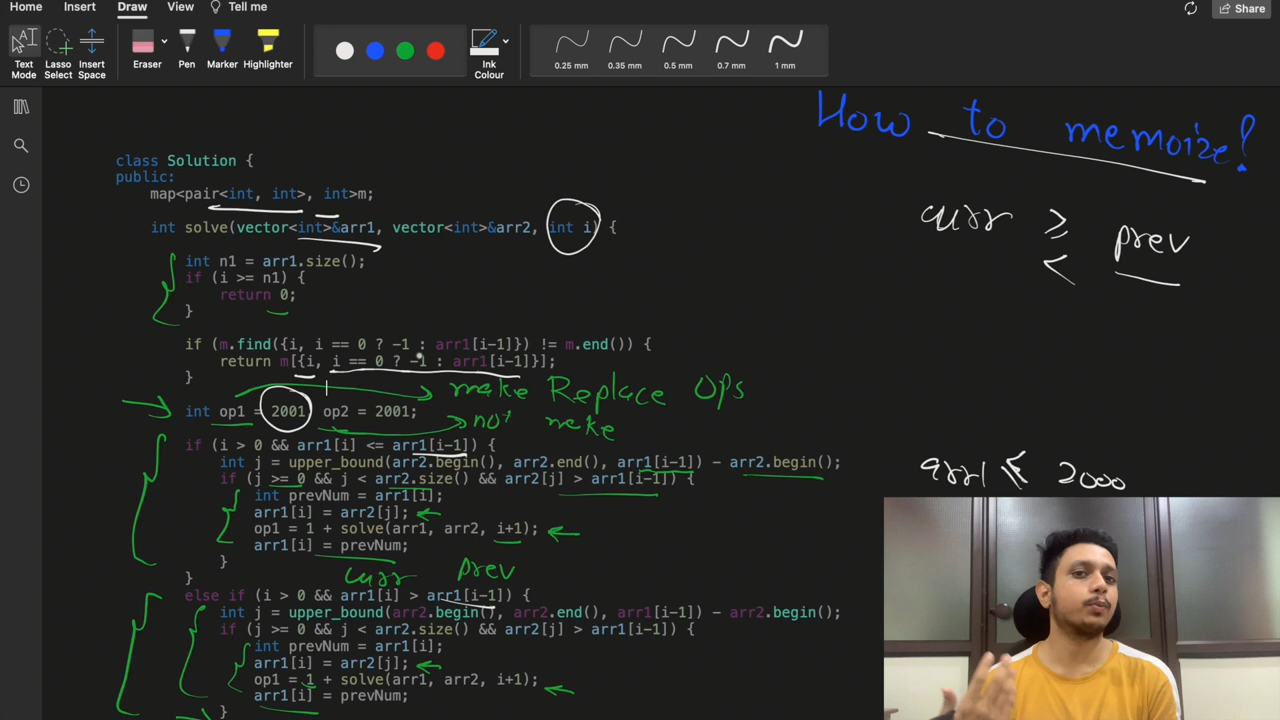 Home Insert Draw View Tell me
Share
Text Mode
Lasso Select
Insert Space
Eraser
Pen
Marker
Highlighter
Ink Colour
0.25 mm
0.35 mm
0.5 mm
0.7 mm
1 mm
How to memoize!
class Solution {
public:
map<pair<int, int>, int>m;
int solve(vector<int>&arr1, vector<int>&arr2, int i) {
curr ≥ prev
<
int n1 = arr1.size();
if (i >= n1) {
return 0;
}
if (m.find({i, i == 0 ? -1 : arr1[i-1]}) != m.end()) {
return m[{i, i == 0 ? -1 : arr1[i-1]}];
}
make Replace Ops
int op1 = 2001, op2 = 2001;
not make
if (i > 0 && arr1[i] <= arr1[i-1]) {
int j = upper_bound(arr2.begin(), arr2.end(), arr1[i-1]) - arr2.begin();
if (j >= 0 && j < arr2.size() && arr2[j] > arr1[i-1]) {
arr1 ≤ 2000
int prevNum = arr1[i];
arr1[i] = arr2[j];
op1 = 1 + solve(arr1, arr2, i+1);
arr1[i] = prevNum;
}
}
curr prev
else if (i > 0 && arr1[i] > arr1[i-1]) {
int j = upper_bound(arr2.begin(), arr2.end(), arr1[i-1]) - arr2.begin();
if (j >= 0 && j < arr2.size() && arr2[j] > arr1[i-1]) {
int prevNum = arr1[i];
arr1[i] = arr2[j];
op1 = 1 + solve(arr1, arr2, i+1);
arr1[i] = prevNum;
}